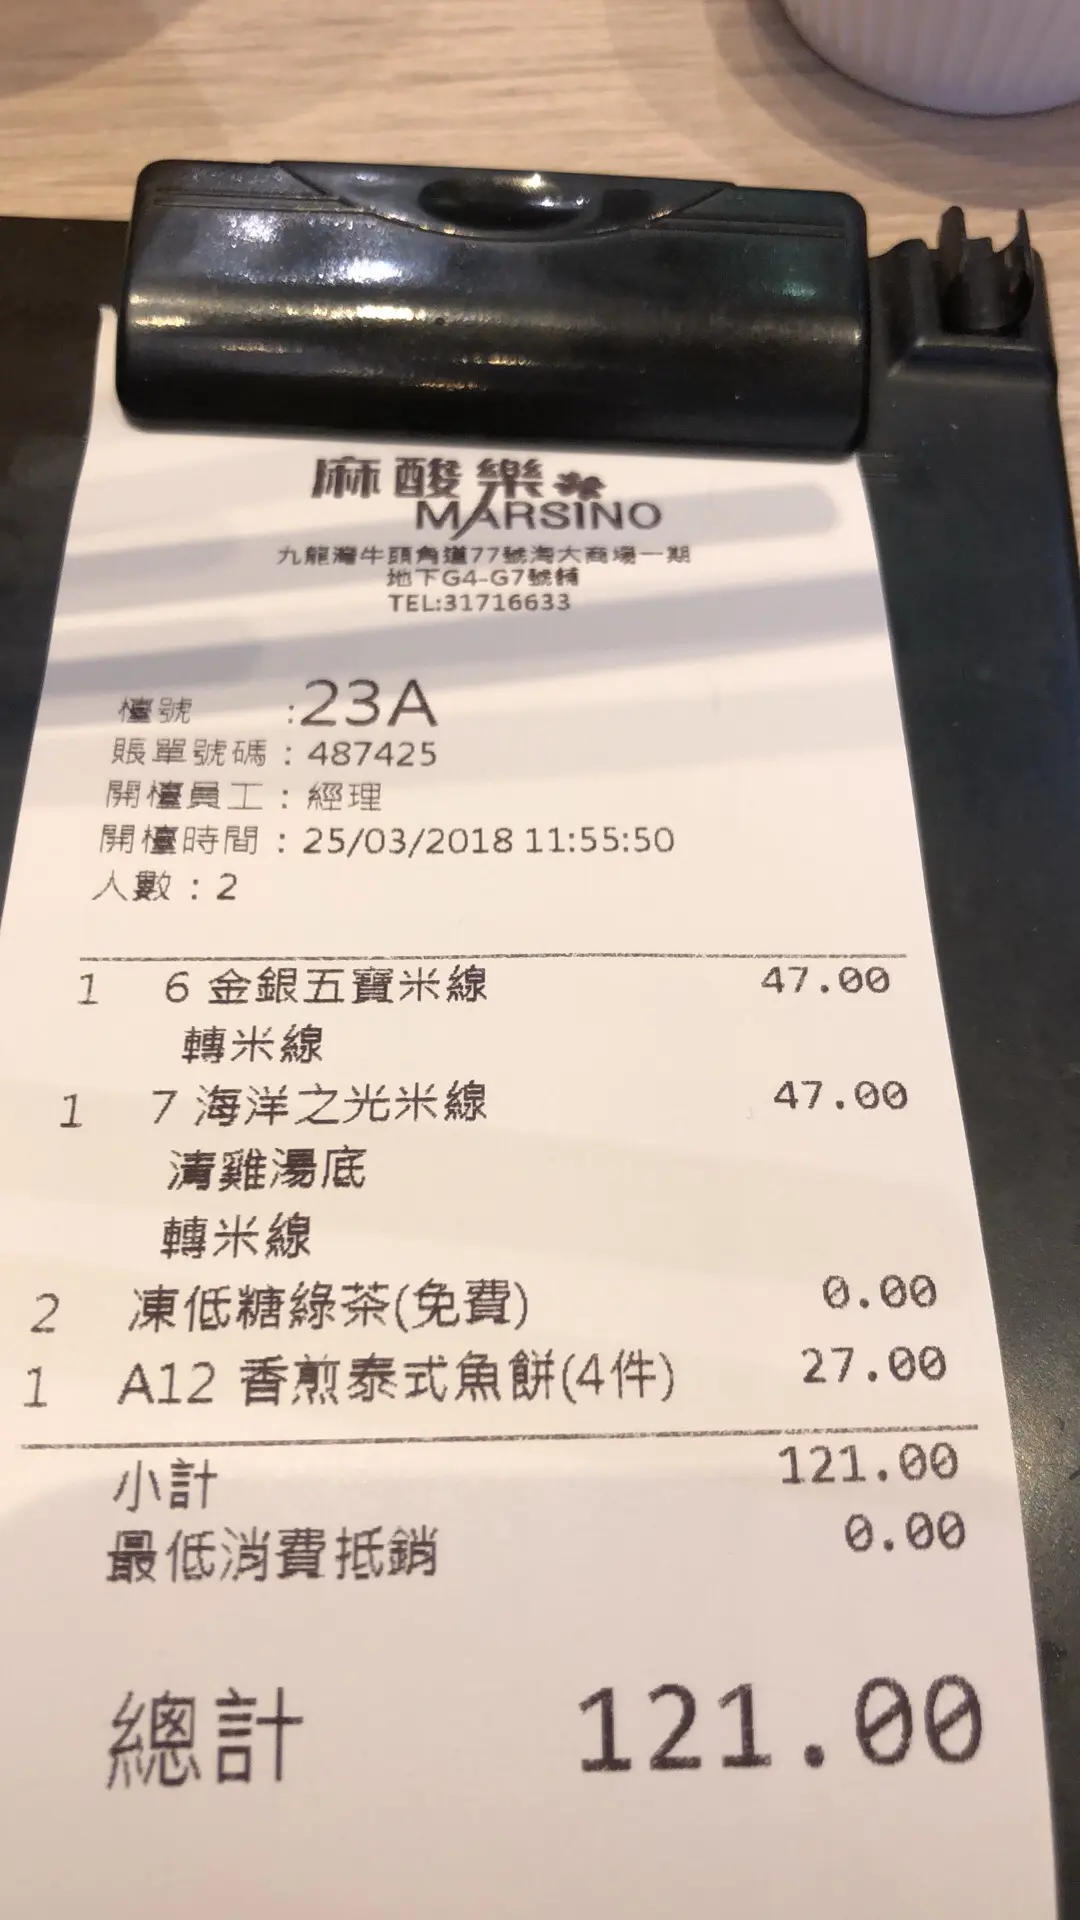 麻酸樂
MARSINO
九龍灣牛頭角道77號淘大商場一期
地下G4-G7號舖
TEL:31716633
檯號 :23A
賬單號碼 : 487425
開檯員工 : 經理
開檯時間 : 25/03/2018 11:55:50
人數 : 2
1 6 金銀五寶米線 47.00
轉米線
1 7 海洋之光米線 47.00
清雞湯底
轉米線
2 凍低糖綠茶(免費) 0.00
1 A12 香煎泰式魚餅(4件) 27.00
小計 121.00
最低消費抵銷 0.00
總計 121.00